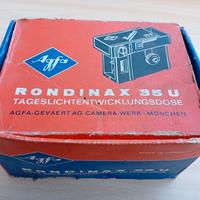 Agfa
RONDINAX 35 U
TAGESLICHTENTWICKLUNGSDOSE
AGFA-GEVAERT AG CAMERA-WERK · MÜNCHEN
Agfa
RONDINAX 35 U